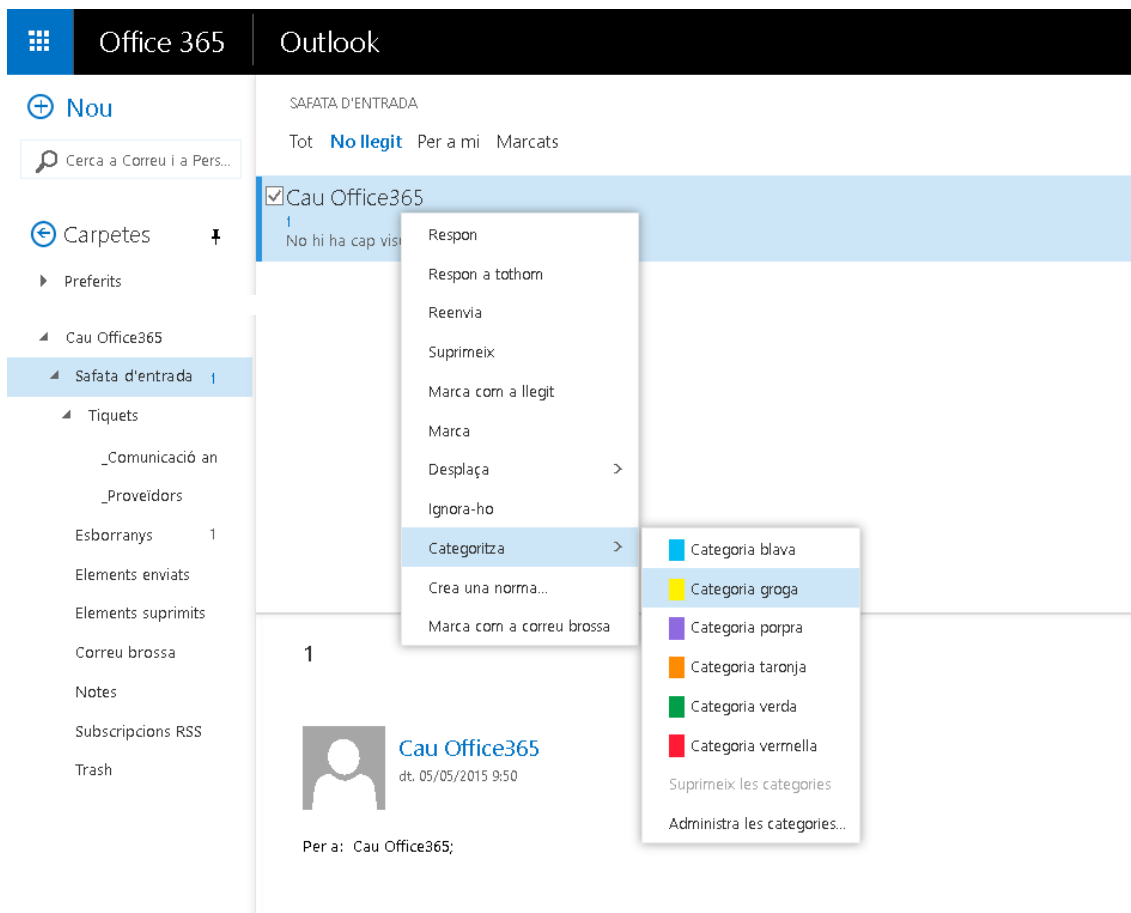 Office 365
Outlook
Nou
Cerca a Correu i a Pers...
Carpetes
Preferits
Cau Office365
Safata d'entrada 1
Tiquets
_Comunicació an
_Proveïdors
Esborranys 1
Elements enviats
Elements suprimits
Correu brossa
Notes
Subscripcions RSS
Trash
SAFATA D'ENTRADA
Tot No llegit Per a mi Marcats
Cau Office365
1
No hi ha cap vis
Respon
Respon a tothom
Reenvia
Suprimeix
Marca com a llegit
Marca
Desplaça
Ignora-ho
Categoritza
Crea una norma...
Marca com a correu brossa
Categoria blava
Categoria groga
Categoria porpra
Categoria taronja
Categoria verda
Categoria vermella
Suprimeix les categories
Administra les categories...
1
Cau Office365
dt. 05/05/2015 9:50
Per a: Cau Office365;